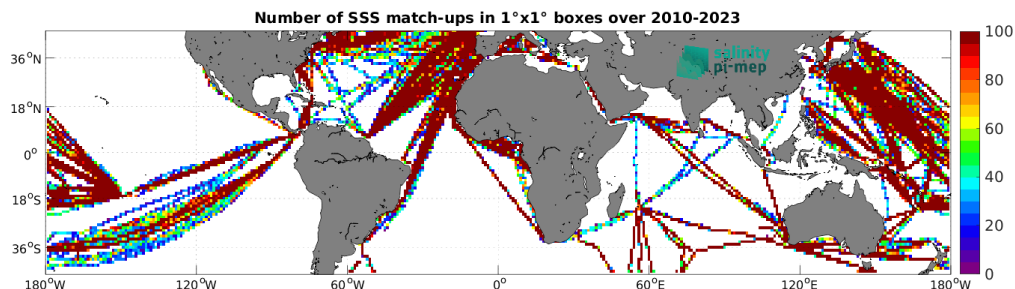 Number of SSS match-ups in 1°x1° boxes over 2010-2023
salinity
pi-mep
36°N
18°N
0°
18°S
36°S
180°W
120°W
60°W
0°
60°E
120°E
180°W
100
80
60
40
20
0